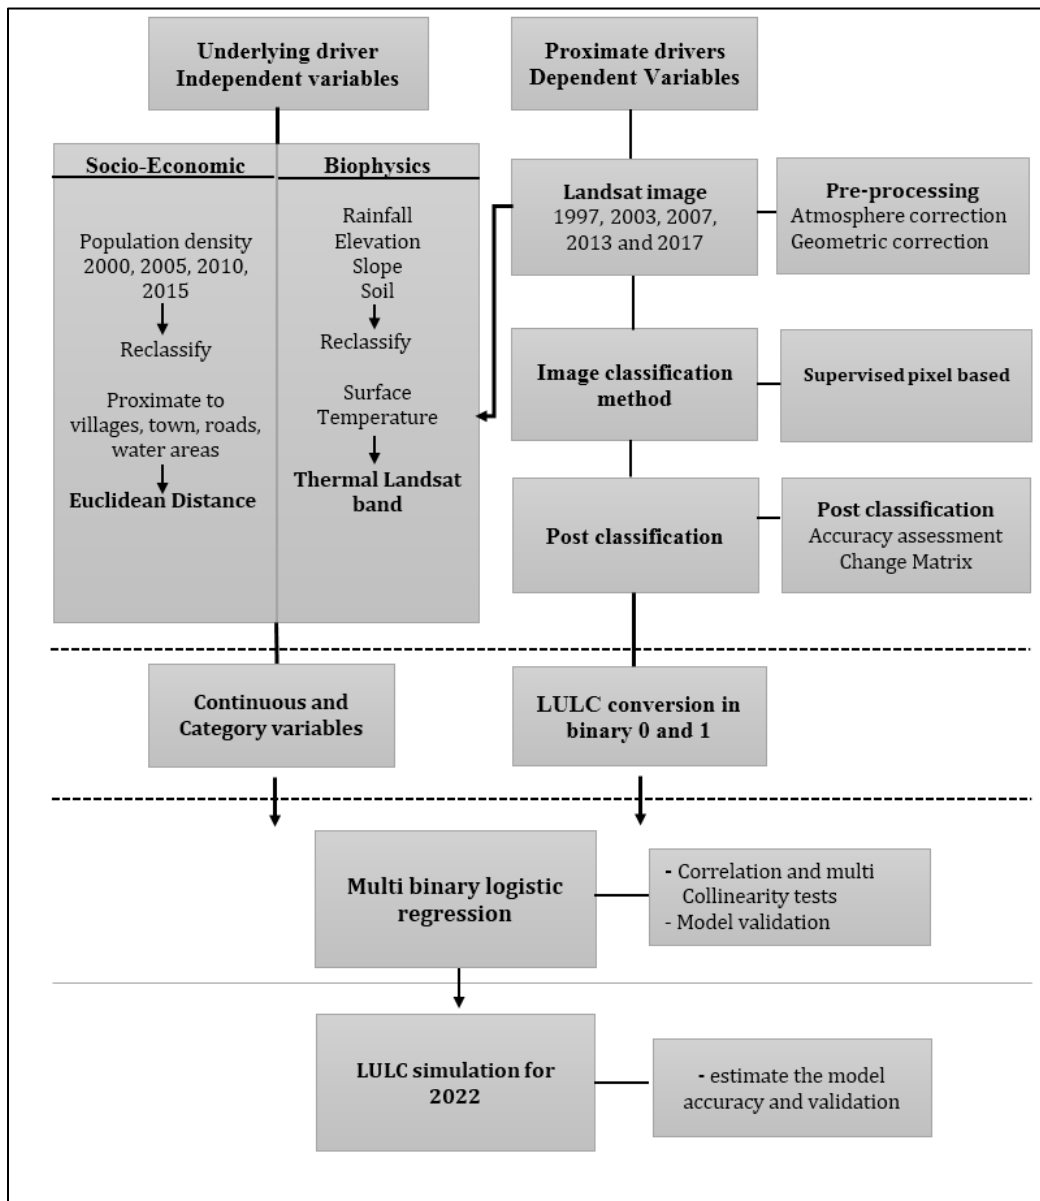 Underlying driver
Independent variables
Socio-Economic
Population density
2000, 2005, 2010,
2015
Reclassify
Proximate to
villages, town, roads,
water areas
Euclidean Distance
Biophysics
Rainfall
Elevation
Slope
Soil
Reclassify
Surface
Temperature
Thermal Landsat
band
Proximate drivers
Dependent Variables
Landsat image
1997, 2003, 2007,
2013 and 2017
Pre-processing
Atmosphere correction
Geometric correction
Image classification
method
Supervised pixel based
Post classification
Post classification
Accuracy assessment
Change Matrix
Continuous and
Category variables
LULC conversion in
binary 0 and 1
Multi binary logistic
regression
- Correlation and multi
Collinearity tests
- Model validation
LULC simulation for
2022
- estimate the model
accuracy and validation